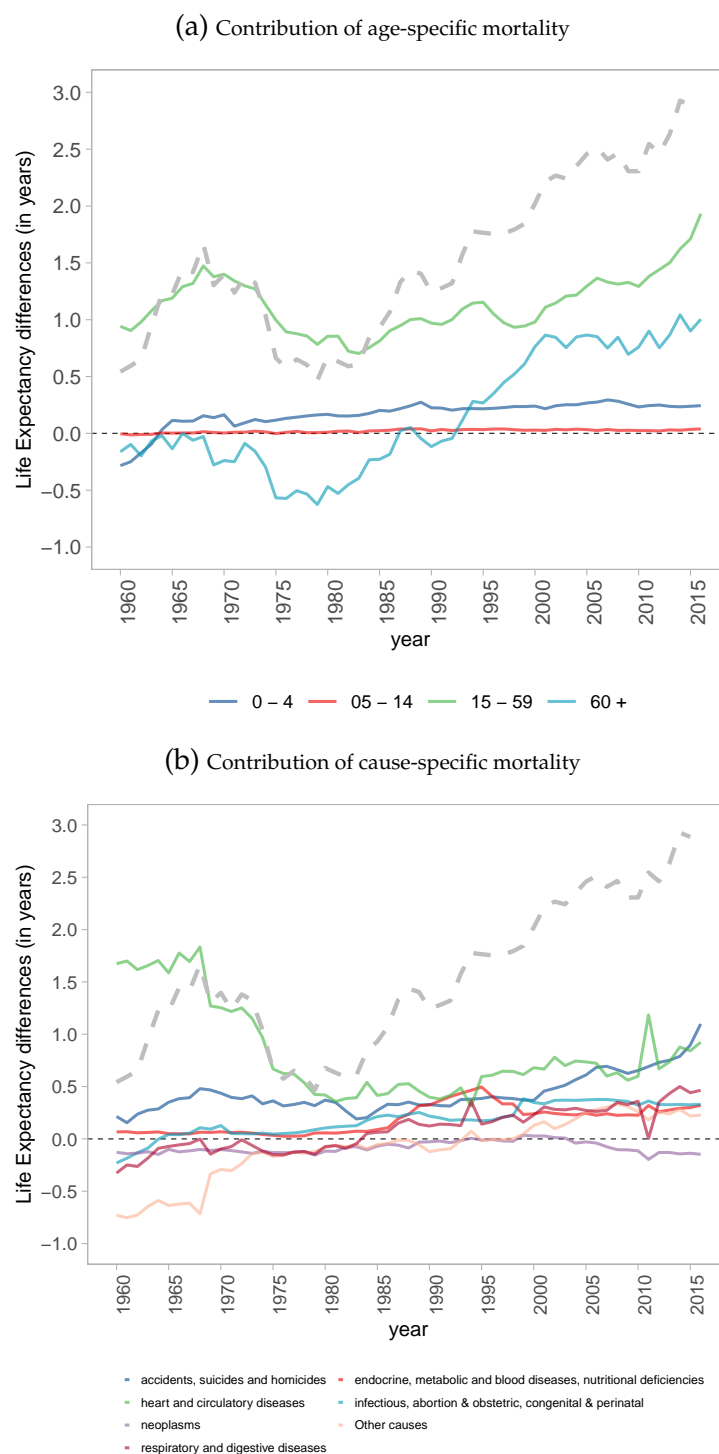 (a) Contribution of age-specific mortality
Life Expectancy differences (in years)
3.0
2.5
2.0
1.5
1.0
0.5
0.0
−0.5
−1.0
1960
1965
1970
1975
1980
1985
1990
1995
2000
2005
2010
2015
year
0 − 4
05 − 14
15 − 59
60 +
(b) Contribution of cause-specific mortality
Life Expectancy differences (in years)
3.0
2.5
2.0
1.5
1.0
0.5
0.0
−0.5
−1.0
1960
1965
1970
1975
1980
1985
1990
1995
2000
2005
2010
2015
year
accidents, suicides and homicides
heart and circulatory diseases
neoplasms
respiratory and digestive diseases
endocrine, metabolic and blood diseases, nutritional deficiencies
infectious, abortion & obstetric, congenital & perinatal
Other causes